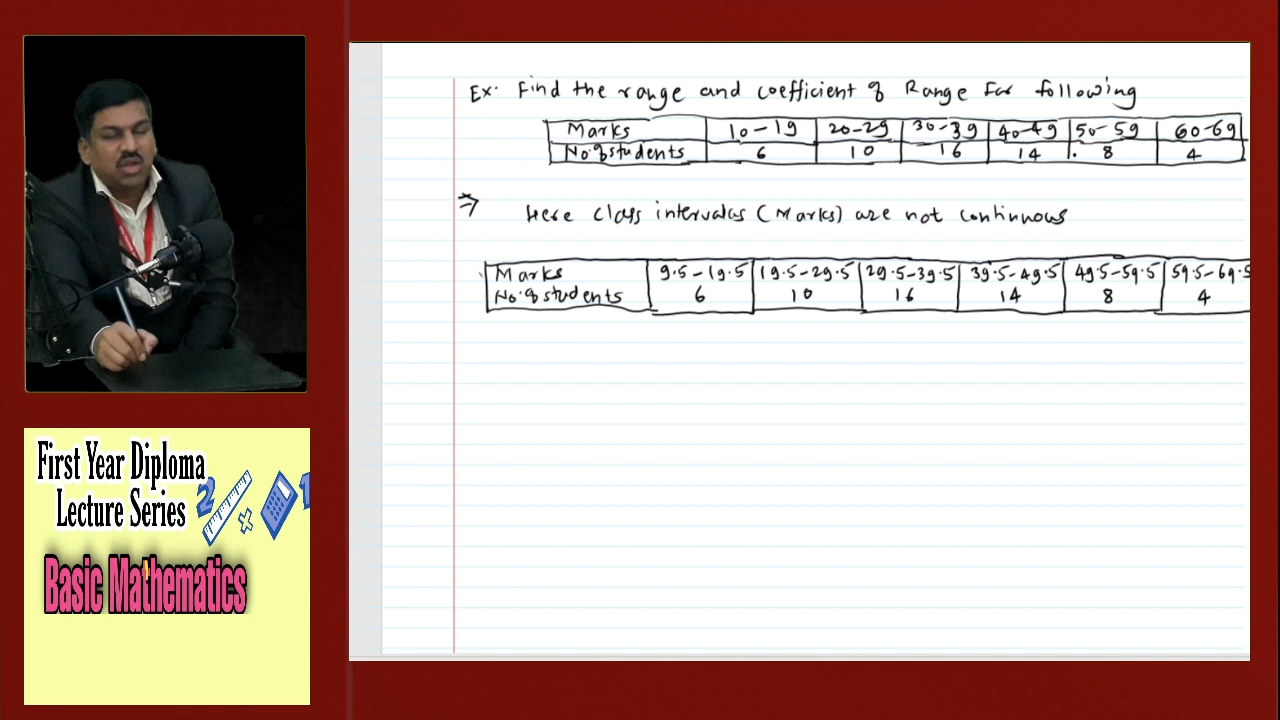 Ex. Find the range and coefficient of Range for following
Marks 10-19 20-29 30-39 40-49 50-59 60-69
No. of students 6 10 16 14 8 4
⇒ Here class intervalas (Marks) are not continuous
Marks 9.5-19.5 19.5-29.5 29.5-39.5 39.5-49.5 49.5-59.5 59.5-69.5
No. of students 6 10 16 14 8 4
First Year Diploma
Lecture Series
2 1
×
Basic Mathematics